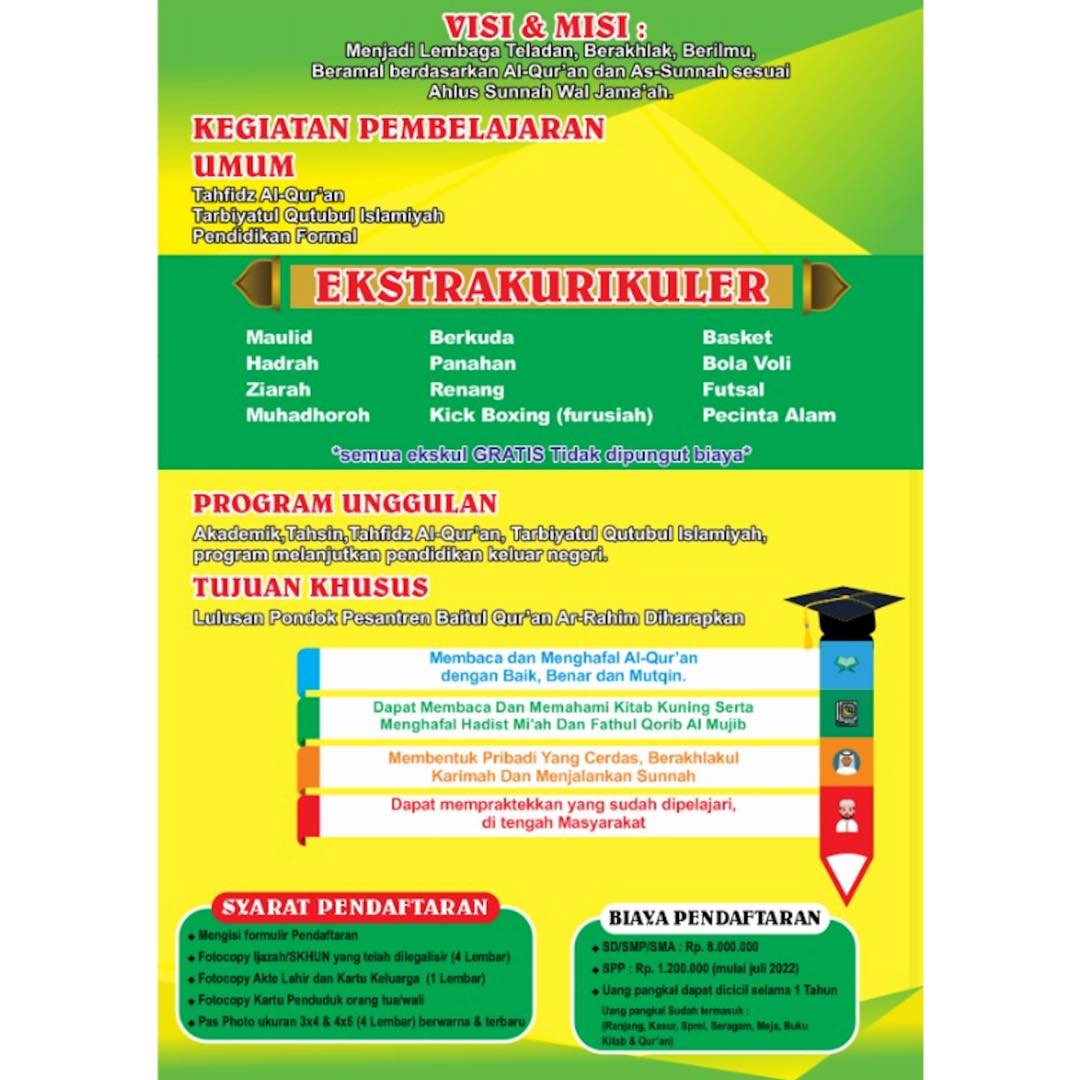 VISI & MISI :
Menjadi Lembaga Teladan, Berakhlak, Berilmu,
Beramal berdasarkan Al-Qur'an dan As-Sunnah sesuai
Ahlus Sunnah Wal Jama'ah.
KEGIATAN PEMBELAJARAN
UMUM
Tahfidz Al-Qur'an
Tarbiyatul Qutubul Islamiyah
Pendidikan Formal
EKSTRAKURIKULER
Maulid
Hadrah
Ziarah
Muhadhoroh
Berkuda
Panahan
Renang
Kick Boxing (furusiah)
Basket
Bola Voli
Futsal
Pecinta Alam
*semua ekskul GRATIS Tidak dipungut biaya*
PROGRAM UNGGULAN
Akademik,Tahsin,Tahfidz Al-Qur'an, Tarbiyatul Qutubul Islamiyah,
program melanjutkan pendidikan keluar negeri.
TUJUAN KHUSUS
Lulusan Pondok Pesantren Baitul Qur'an Ar-Rahim Diharapkan
Membaca dan Menghafal Al-Qur'an
dengan Baik, Benar dan Mutqin.
Dapat Membaca Dan Memahami Kitab Kuning Serta
Menghafal Hadist Mi'ah Dan Fathul Qorib Al Mujib
Membentuk Pribadi Yang Cerdas, Berakhlakul
Karimah Dan Menjalankan Sunnah
Dapat mempraktekkan yang sudah dipelajari,
di tengah Masyarakat
SYARAT PENDAFTARAN
Mengisi formulir Pendaftaran
Fotocopy Ijazah/SKHUN yang telah dilegalisir (4 Lembar)
Fotocopy Akte Lahir dan Kartu Keluarga (1 Lembar)
Fotocopy Kartu Penduduk orang tua/wali
Pas Photo ukuran 3x4 & 4x6 (4 Lembar) berwarna & terbaru
BIAYA PENDAFTARAN
SD/SMP/SMA : Rp. 8.000.000
SPP : Rp. 1.200.000 (mulai juli 2022)
Uang pangkal dapat dicicil selama 1 Tahun
Uang pangkal Sudah termasuk :
(Ranjang, Kasur, Sprei, Seragam, Meja, Buku
Kitab & Qur'an)